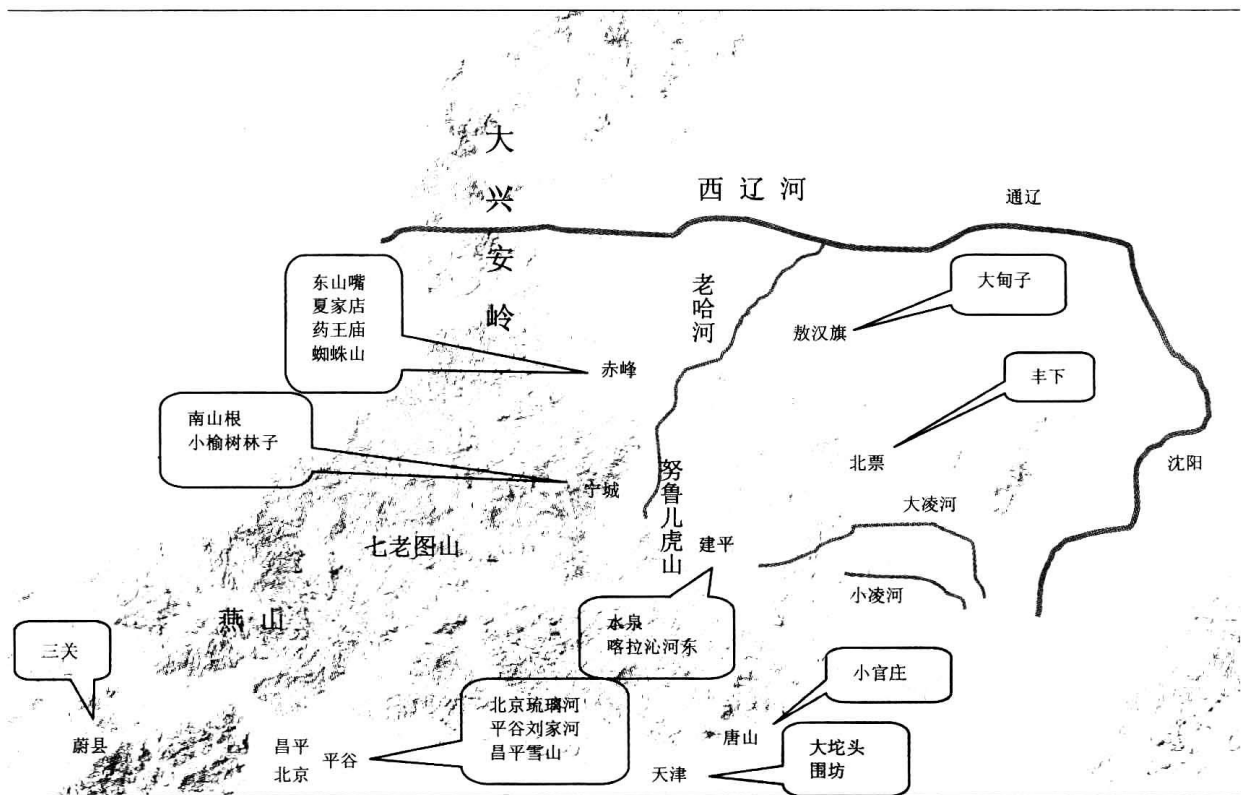 大兴安岭
西辽河
通辽
东山嘴
夏家店
药王庙
蜘蛛山
老哈河
大甸子
敖汉旗
赤峰
丰下
南山根
小榆树林子
北票
沈阳
宁城
努鲁儿虎山
大凌河
七老图山
建平
小凌河
燕山
水泉
喀拉沁河东
三关
小官庄
北京琉璃河
平谷刘家河
昌平雪山
蔚县
昌平
平谷
北京
唐山
大坨头
围坊
天津